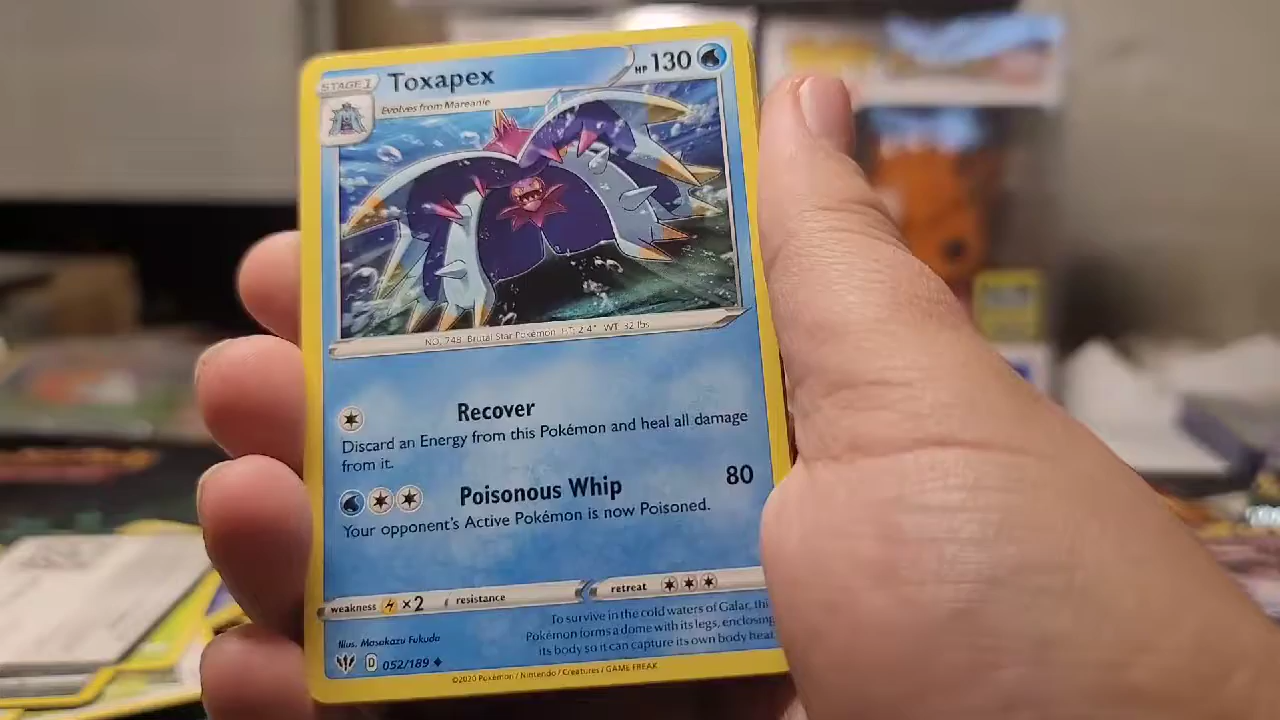 STAGE 1
Toxapex
HP 130
Evolves from Mareanie
NO. 748 Brutal Star Pokémon HT: 2'4" WT: 32 lbs
Recover
Discard an Energy from this Pokémon and heal all damage
from it.
Poisonous Whip 80
Your opponent's Active Pokémon is now Poisoned.
weakness ×2 resistance retreat
To survive in the cold waters of Galar, thi
Pokémon forms a dome with its legs, enclosing
its body so it can capture its own body heat
Illus. Masakazu Fukuda
D 052/189
©2020 Pokémon / Nintendo / Creatures / GAME FREAK